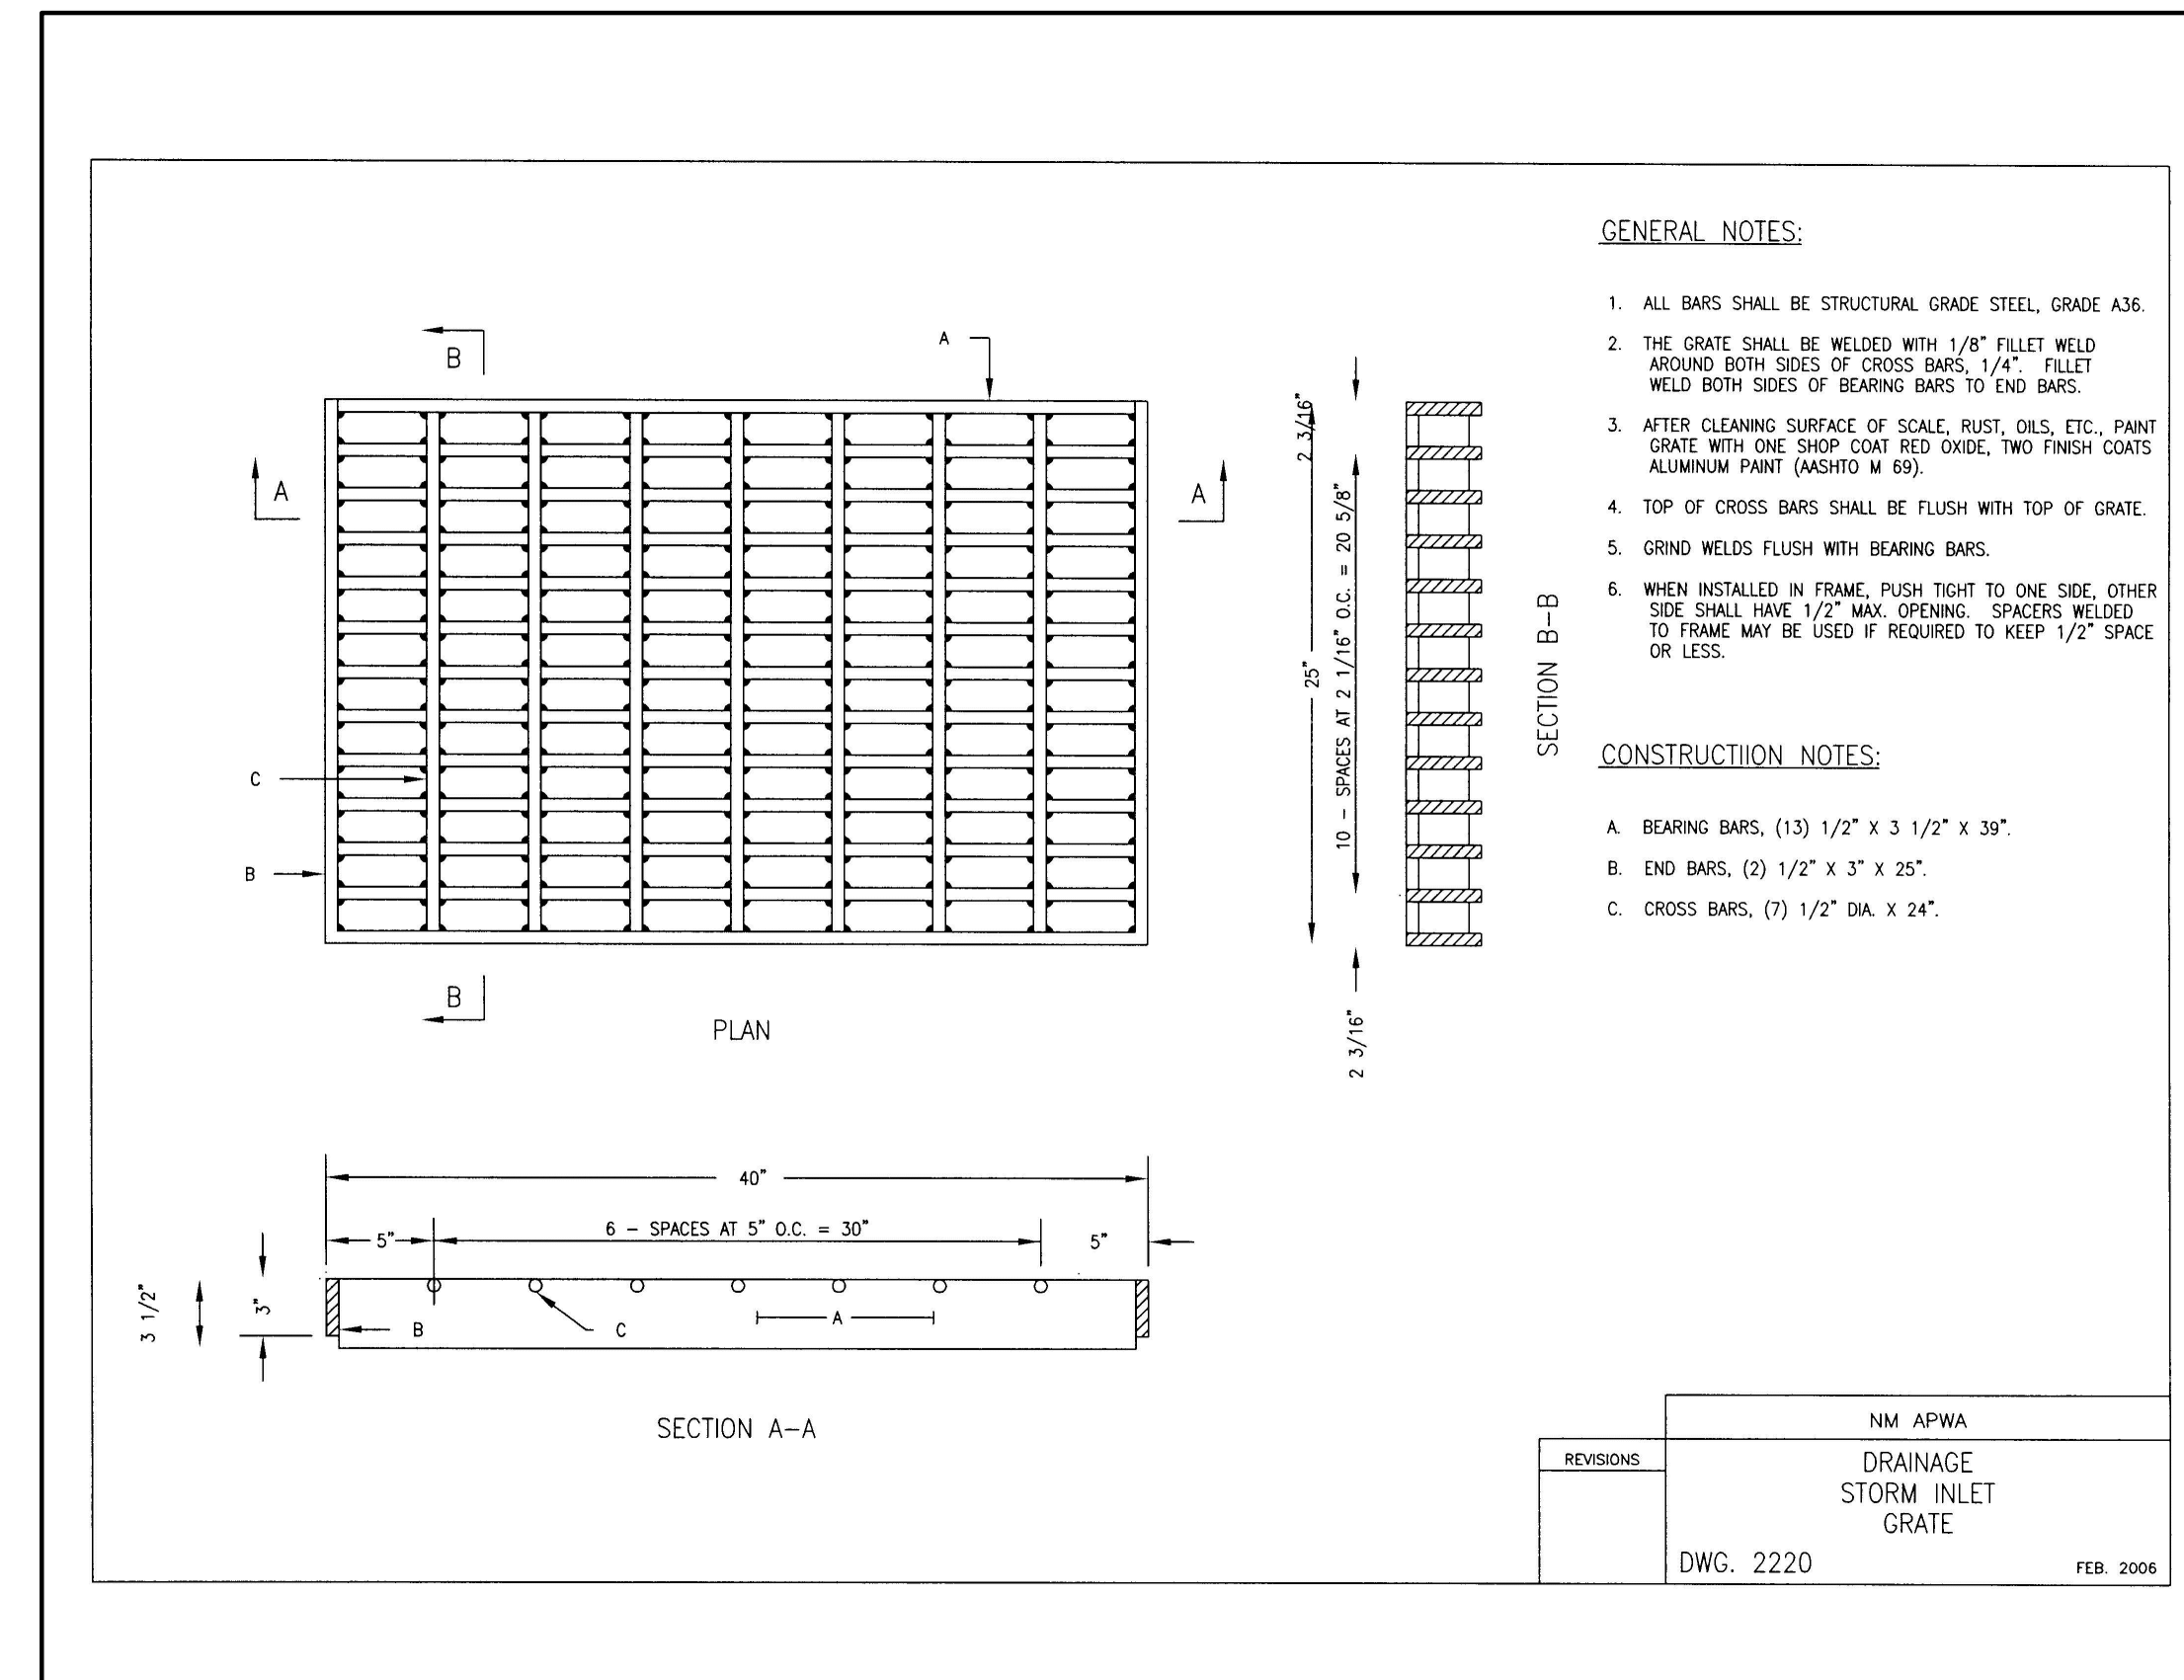 GENERAL NOTES:
1. ALL BARS SHALL BE STRUCTURAL GRADE STEEL, GRADE A36.
2. THE GRATE SHALL BE WELDED WITH 1/8" FILLET WELD
AROUND BOTH SIDES OF CROSS BARS, 1/4". FILLET
WELD BOTH SIDES OF BEARING BARS TO END BARS.
3. AFTER CLEANING SURFACE OF SCALE, RUST, OILS, ETC., PAINT
GRATE WITH ONE SHOP COAT RED OXIDE, TWO FINISH COATS
ALUMINUM PAINT (AASHTO M 69).
4. TOP OF CROSS BARS SHALL BE FLUSH WITH TOP OF GRATE.
5. GRIND WELDS FLUSH WITH BEARING BARS.
6. WHEN INSTALLED IN FRAME, PUSH TIGHT TO ONE SIDE, OTHER
SIDE SHALL HAVE 1/2" MAX. OPENING. SPACERS WELDED
TO FRAME MAY BE USED IF REQUIRED TO KEEP 1/2" SPACE
OR LESS.
CONSTRUCTIION NOTES:
A. BEARING BARS, (13) 1/2" X 3 1/2" X 39".
B. END BARS, (2) 1/2" X 3" X 25".
C. CROSS BARS, (7) 1/2" DIA. X 24".
B
A
A
A
C
B
B
PLAN
2 3/16"
25"
10 - SPACES AT 2 1/16" O.C. = 20 5/8"
2 3/16"
SECTION B-B
40"
5"
6 - SPACES AT 5" O.C. = 30"
5"
3 1/2"
3"
B
C
A
SECTION A-A
NM APWA
REVISIONS
DRAINAGE
STORM INLET
GRATE
DWG. 2220
FEB. 2006